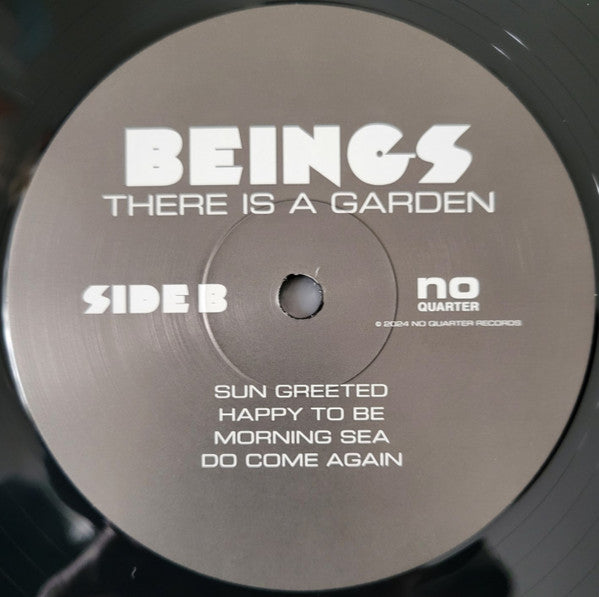 BEINGS
THERE IS A GARDEN
SIDE B
no
QUARTER
© 2024 NO QUARTER RECORDS
SUN GREETED
HAPPY TO BE
MORNING SEA
DO COME AGAIN